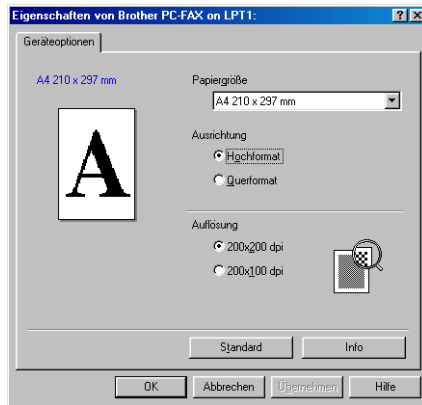 Eigenschaften von Brother PC-FAX on LPT1:
Geräteoptionen
A4 210 x 297 mm
A
Papiergröße
A4 210 x 297 mm
Ausrichtung
Hochformat
Querformat
Auflösung
200x200 dpi
200x100 dpi
Standard
Info
OK
Abbrechen
Übernehmen
Hilfe